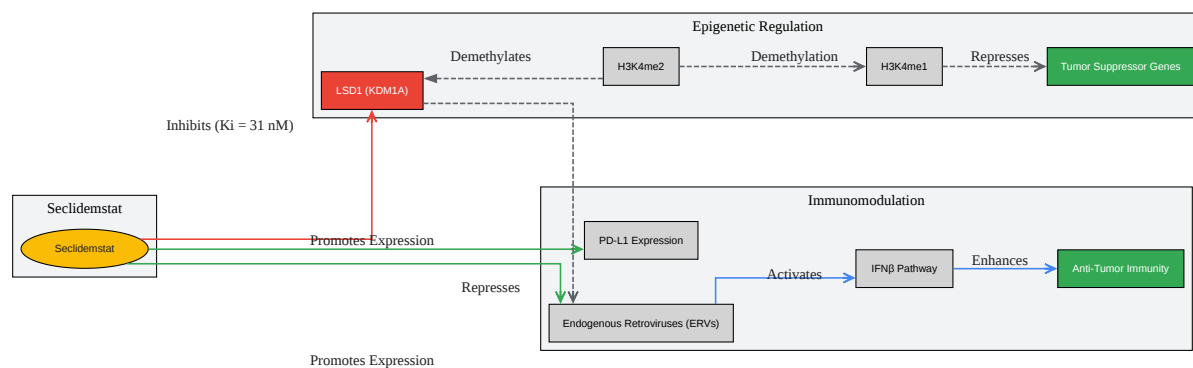 Epigenetic Regulation
Demethylates
H3K4me2
Demethylation
H3K4me1
Represses
Tumor Suppressor Genes
LSD1 (KDM1A)
Inhibits (Ki = 31 nM)
Seclidemstat
Seclidemstat
Immunomodulation
Promotes Expression
PD-L1 Expression
Represses
Activates
IFNβ Pathway
Enhances
Anti-Tumor Immunity
Endogenous Retroviruses (ERVs)
Promotes Expression